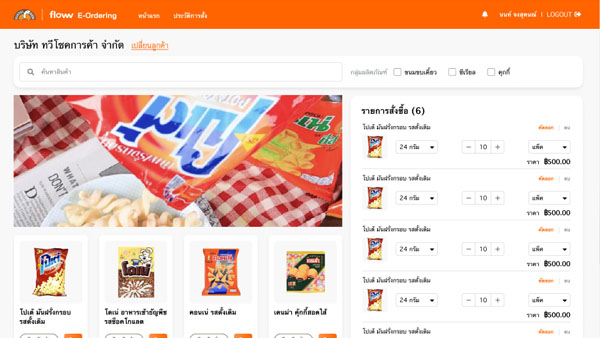 flow E-Ordering
หน้าแรก
ประวัติการสั่ง
นนท์ จงสุตมณี | LOGOUT
บริษัท ทวีโชคการค้า จำกัด เปลี่ยนลูกค้า
ค้นหาสินค้า
กลุ่มผลิตภัณฑ์ ขนมขบเคี้ยว ซีเรียล คุกกี้
DON'T
รายการสั่งซื้อ (6)
โปเต้ มันฝรั่งกรอบ รสดั้งเดิม คัดลอก ลบ
24 กรัม 10 แพ็ค
ราคา ฿500.00
โปเต้ มันฝรั่งกรอบ รสดั้งเดิม คัดลอก ลบ
24 กรัม 10 แพ็ค
ราคา ฿500.00
โปเต้ มันฝรั่งกรอบ รสดั้งเดิม คัดลอก ลบ
24 กรัม 10 แพ็ค
ราคา ฿500.00
โปเต้ มันฝรั่งกรอบ รสดั้งเดิม คัดลอก ลบ
24 กรัม 10 แพ็ค
ราคา ฿500.00
โปเต้ มันฝรั่งกรอบ รสดั้งเดิม คัดลอก ลบ
โปเต้ มันฝรั่งกรอบ
รสดั้งเดิม
โดเน่ อาหารเช้าธัญพืช
รสช็อคโกแลต
คอนเน่ รสดั้งเดิม
เดนม่า คุ้กกี้สอดไส้